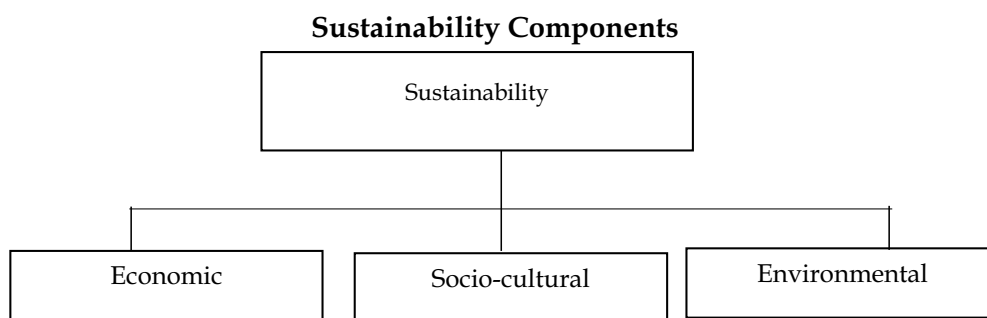 Sustainability Components
Sustainability
Economic
Socio-cultural
Environmental